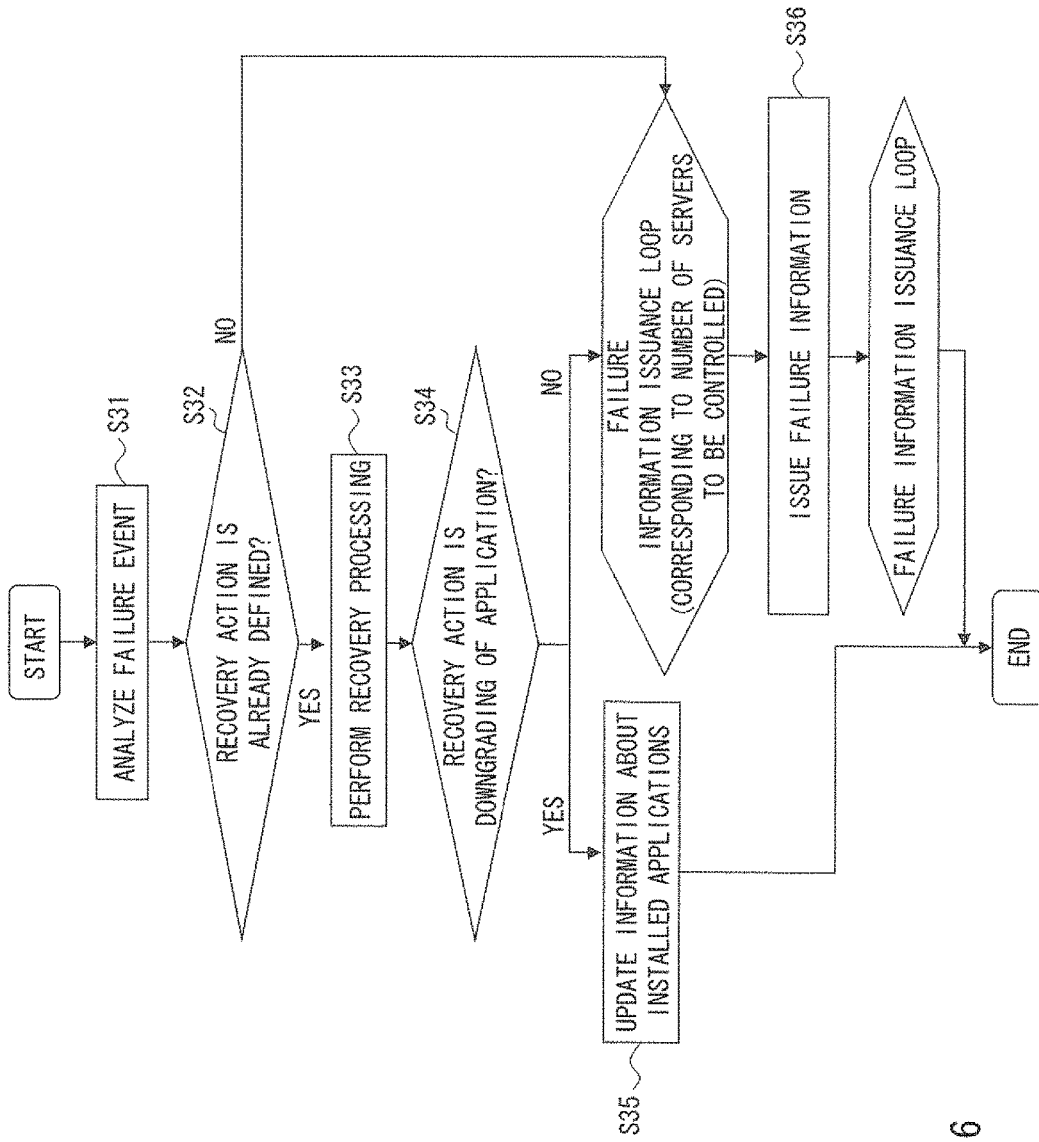 START
ANALYZE FAILURE EVENT
S31
RECOVERY ACTION IS
ALREADY DEFINED?
S32
NO
YES
PERFORM RECOVERY PROCESSING
S33
RECOVERY ACTION IS
DOWNGRADING OF APPLICATION?
S34
YES
NO
UPDATE INFORMATION ABOUT
INSTALLED APPLICATIONS
S35
FAILURE
INFORMATION ISSUANCE LOOP
(CORRESPONDING TO NUMBER OF SERVERS
TO BE CONTROLLED)
ISSUE FAILURE INFORMATION
S36
FAILURE INFORMATION ISSUANCE LOOP
END